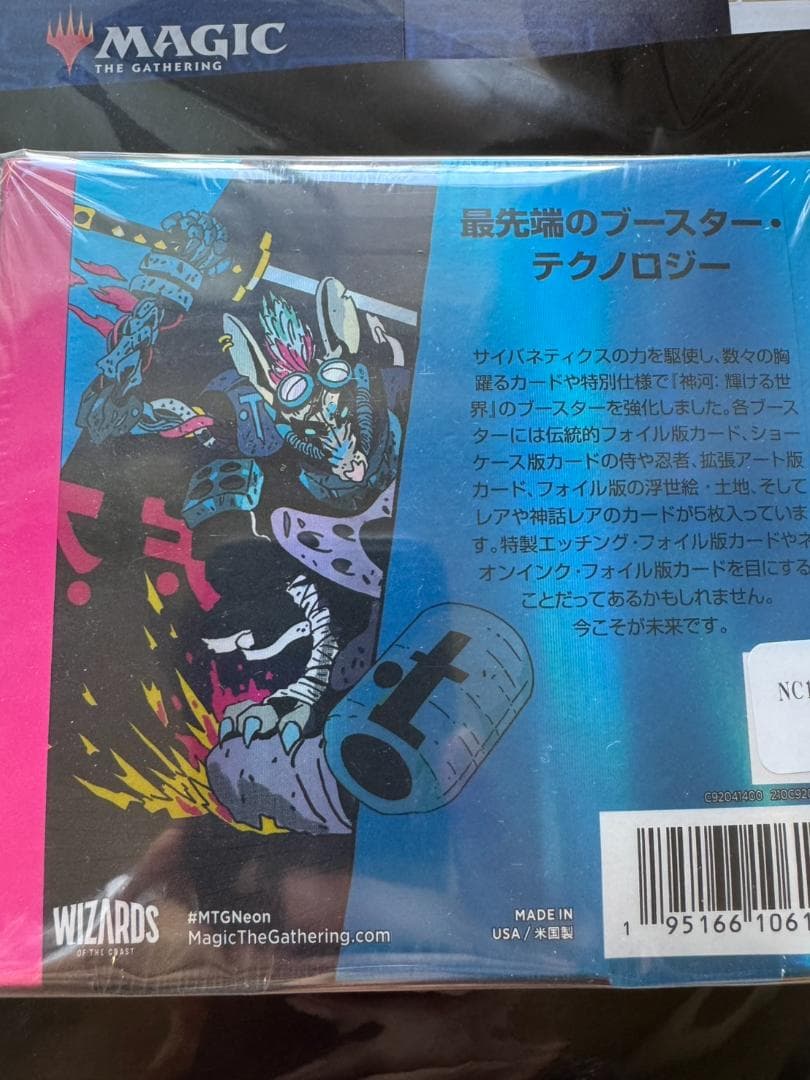 MAGIC
THE GATHERING
最先端のブースター・
テクノロジー
サイバネティクスの力を駆使し、数々の胸
躍るカードや特別仕様で『神河：輝ける世
界』のブースターを強化しました。各ブース
ターには伝統的フォイル版カード、ショー
ケース版カードの侍や忍者、拡張アート版
カード、フォイル版の浮世絵・土地、そして
レアや神話レアのカードが5枚入っていま
す。特製エッチング・フォイル版カードやネ
オンインク・フォイル版カードを目にする
ことだってあるかもしれません。
今こそが未来です。
NC1
C92041400 210C920
WIZARDS
OF THE COAST
#MTGNeon
MagicTheGathering.com
MADE IN
USA / 米国製
1 95166 1061